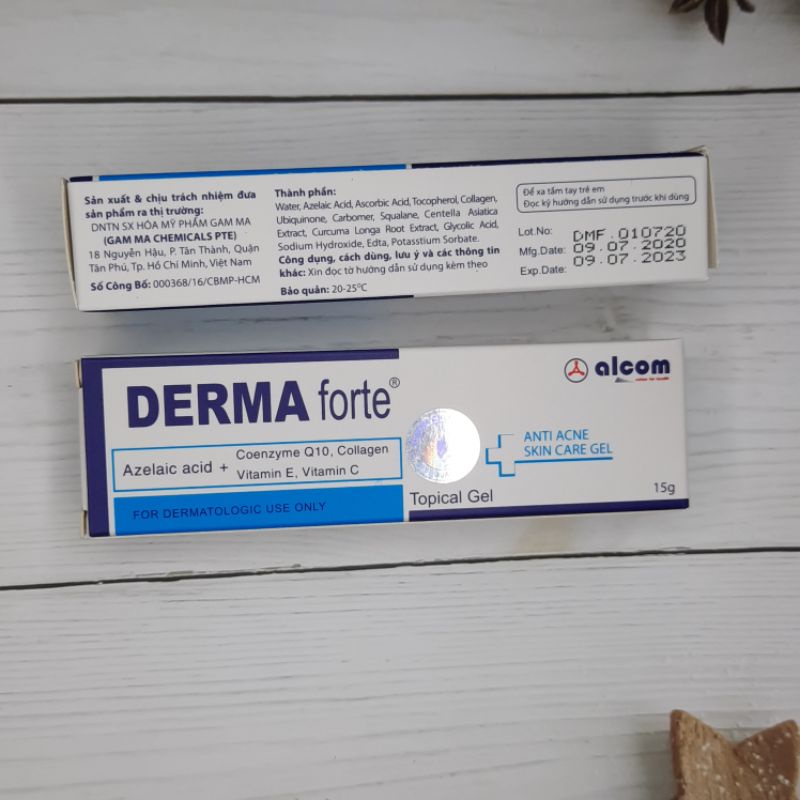 Sản xuất & chịu trách nhiệm đưa
sản phẩm ra thị trường:
DNTN SX HÓA MỸ PHẨM GAM MA
(GAM MA CHEMICALS PTE)
18 Nguyễn Hậu, P. Tân Thành, Quận
Tân Phú, Tp. Hồ Chí Minh, Việt Nam
Số Công Bố: 000368/16/CBMP-HCM
Thành phần:
Water, Azelaic Acid, Ascorbic Acid, Tocopherol, Collagen,
Ubiquinone, Carbomer, Squalane, Centella Asiatica
Extract, Curcuma Longa Root Extract, Glycolic Acid,
Sodium Hydroxide, Edta, Potasstium Sorbate.
Công dụng, cách dùng, lưu ý và các thông tin
khác: Xin đọc tờ hướng dẫn sử dụng kèm theo
Bảo quản: 20-25°C
Để xa tầm tay trẻ em
Đọc kỹ hướng dẫn sử dụng trước khi dùng
Lot.No: DMF 010720
Mfg.Date: 09.07.2020
Exp.Date: 09.07.2023
DERMA forte®
alcom
Azelaic acid + Coenzyme Q10, Collagen
Vitamin E, Vitamin C
ANTI ACNE
SKIN CARE GEL
FOR DERMATOLOGIC USE ONLY
Topical Gel
15g